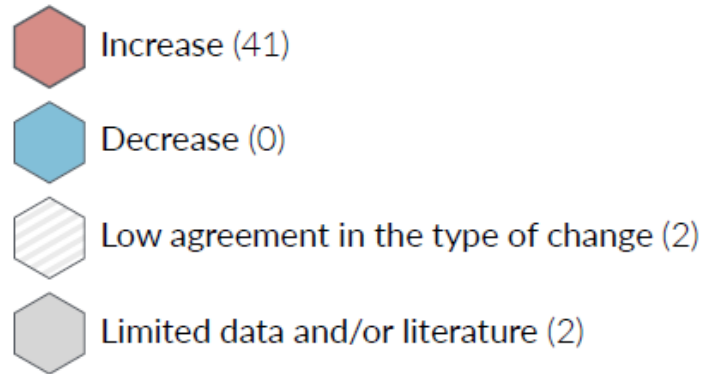 Increase (41)
Decrease (0)
Low agreement in the type of change (2)
Limited data and/or literature (2)